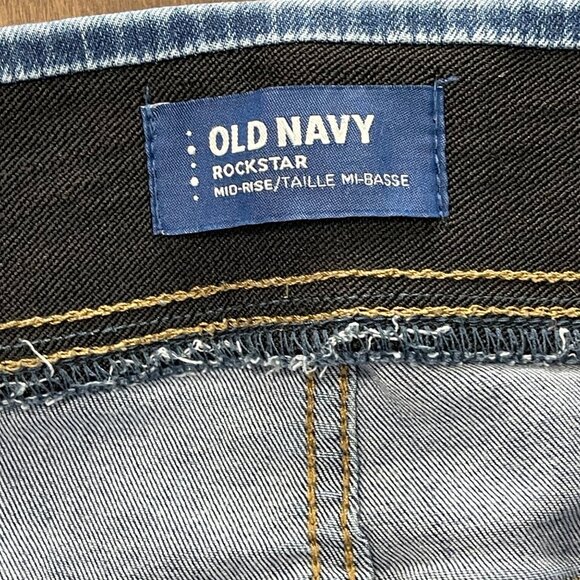 OLD NAVY
ROCKSTAR
MID-RISE/TAILLE MI-BASSE